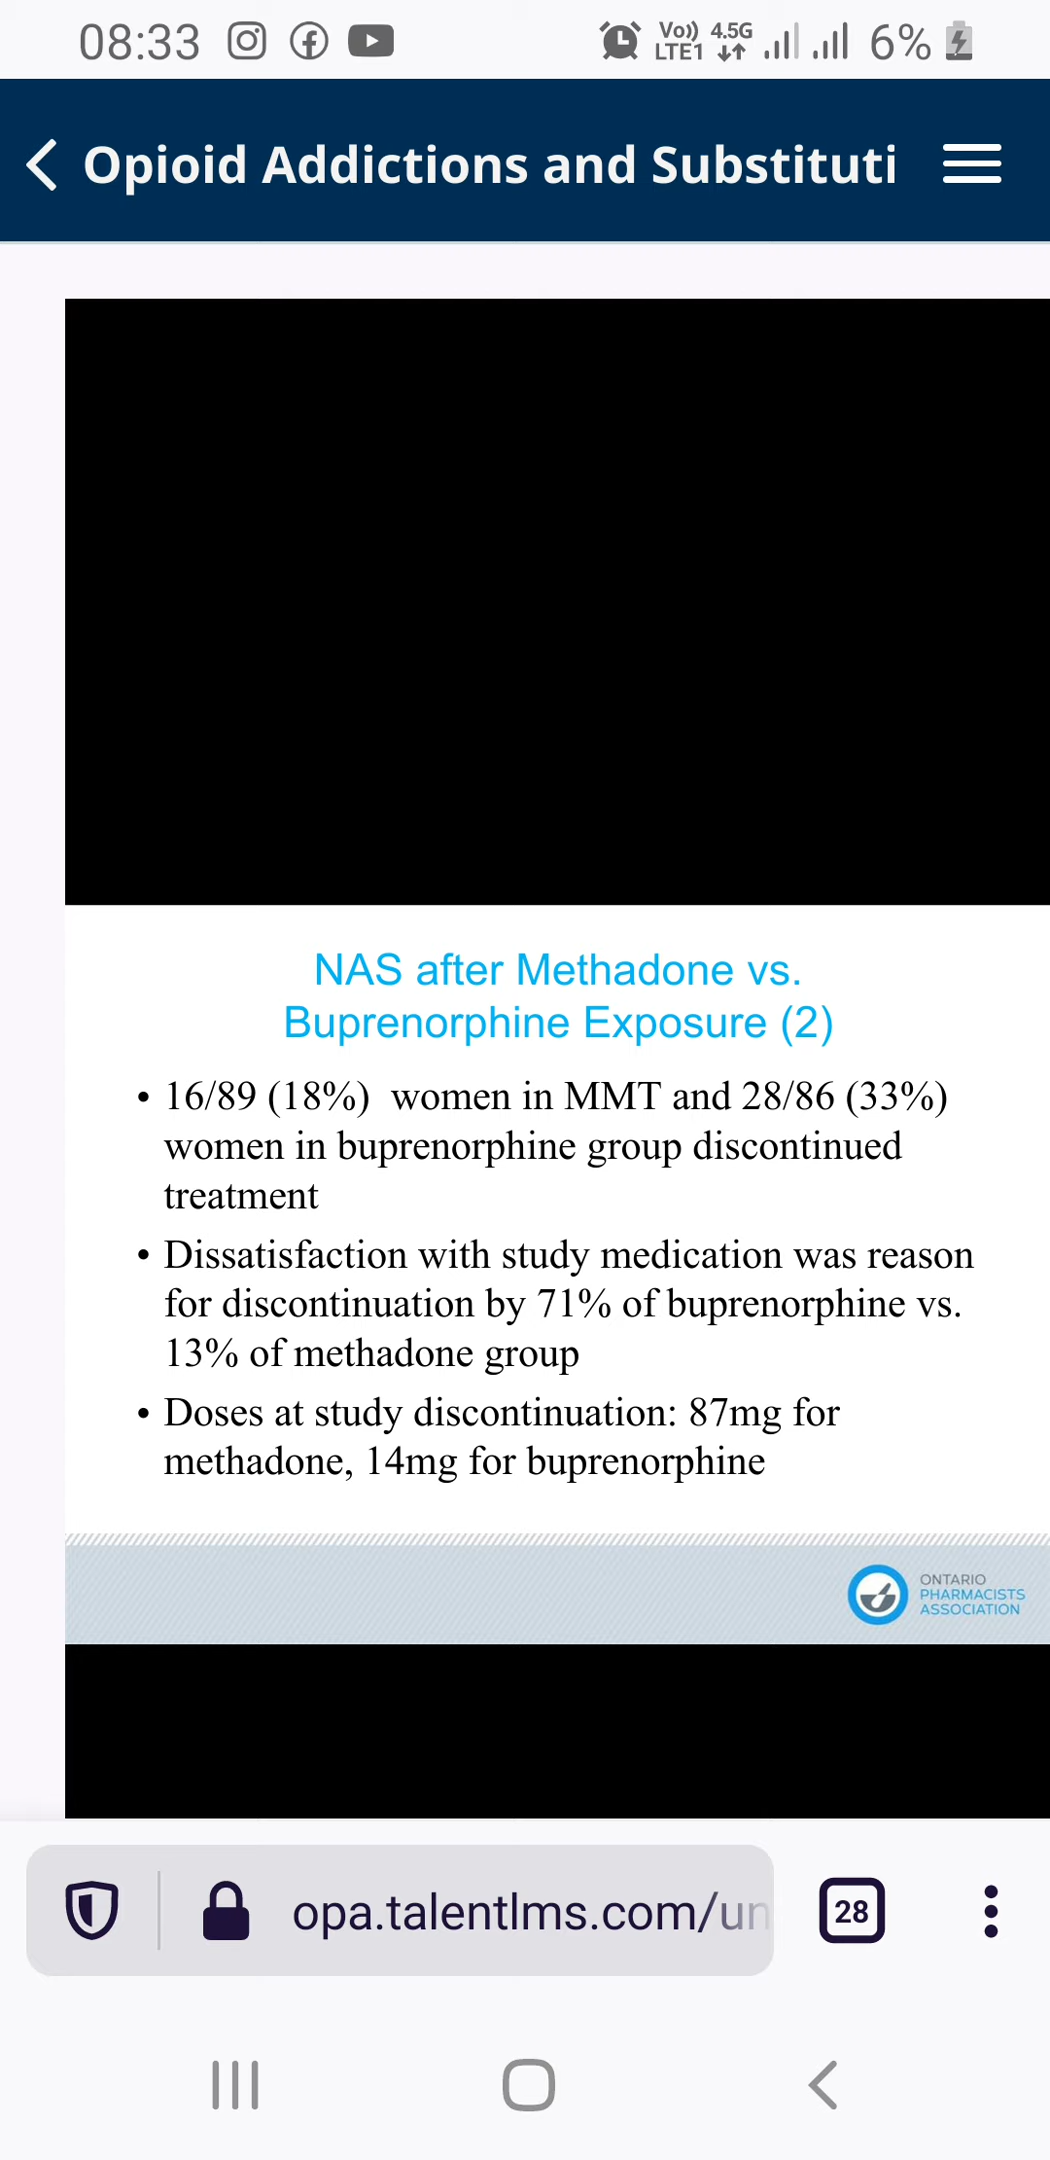 08:33
Vo)) 4.5G
LTE1
6%
Opioid Addictions and Substituti
NAS after Methadone vs.
Buprenorphine Exposure (2)
• 16/89 (18%) women in MMT and 28/86 (33%)
women in buprenorphine group discontinued
treatment
• Dissatisfaction with study medication was reason
for discontinuation by 71% of buprenorphine vs.
13% of methadone group
• Doses at study discontinuation: 87mg for
methadone, 14mg for buprenorphine
ONTARIO
PHARMACISTS
ASSOCIATION
opa.talentlms.com/un
28